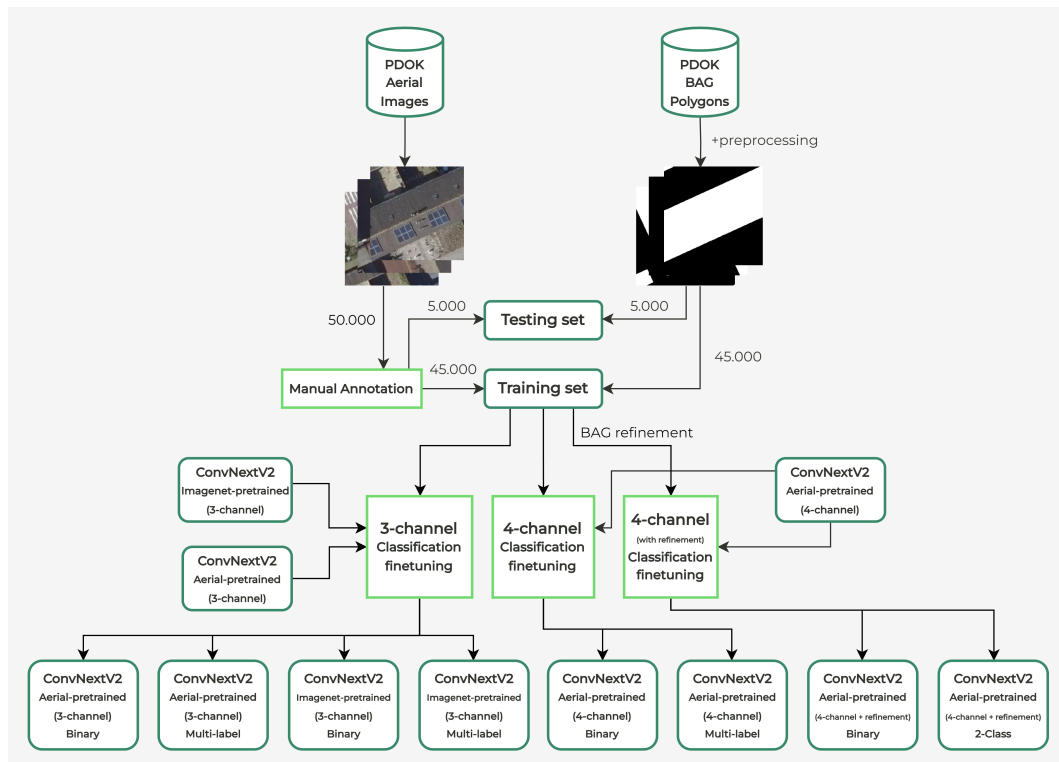 PDOK
Aerial
Images
PDOK
BAG
Polygons
+preprocessing
50.000
5.000
Testing set
5.000
45.000
Manual Annotation
45.000
Training set
BAG refinement
ConvNextV2
Imagenet-pretrained
(3-channel)
ConvNextV2
Aerial-pretrained
(3-channel)
3-channel
Classification
finetuning
4-channel
Classification
finetuning
4-channel
(with refinement)
Classification
finetuning
ConvNextV2
Aerial-pretrained
(4-channel)
ConvNextV2
Aerial-pretrained
(3-channel)
Binary
ConvNextV2
Aerial-pretrained
(3-channel)
Multi-label
ConvNextV2
Imagenet-pretrained
(3-channel)
Binary
ConvNextV2
Imagenet-pretrained
(3-channel)
Multi-label
ConvNextV2
Aerial-pretrained
(4-channel)
Binary
ConvNextV2
Aerial-pretrained
(4-channel)
Multi-label
ConvNextV2
Aerial-pretrained
(4-channel + refinement)
Binary
ConvNextV2
Aerial-pretrained
(4-channel + refinement)
2-Class